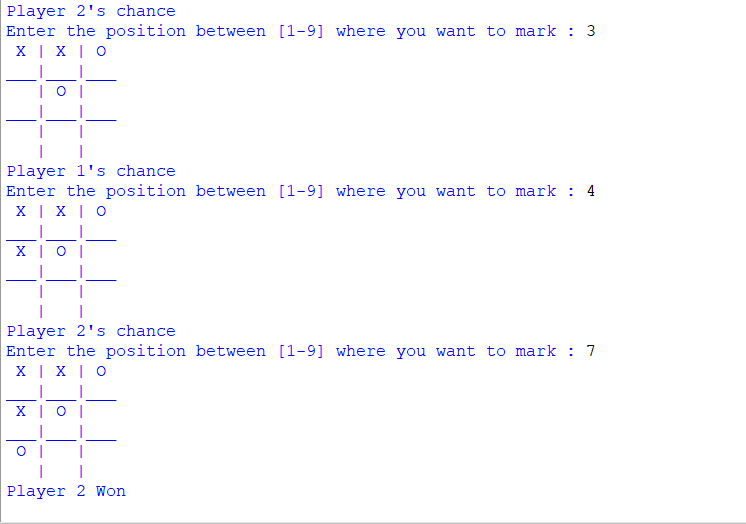 Player 2's chance
Enter the position between [1-9] where you want to mark : 3
 X | X | O
___|___|___
   | O |
___|___|___
   |   |
   |   |
Player 1's chance
Enter the position between [1-9] where you want to mark : 4
 X | X | O
___|___|___
 X | O |
___|___|___
   |   |
   |   |
Player 2's chance
Enter the position between [1-9] where you want to mark : 7
 X | X | O
___|___|___
 X | O |
___|___|___
 O |   |
   |   |
Player 2 Won